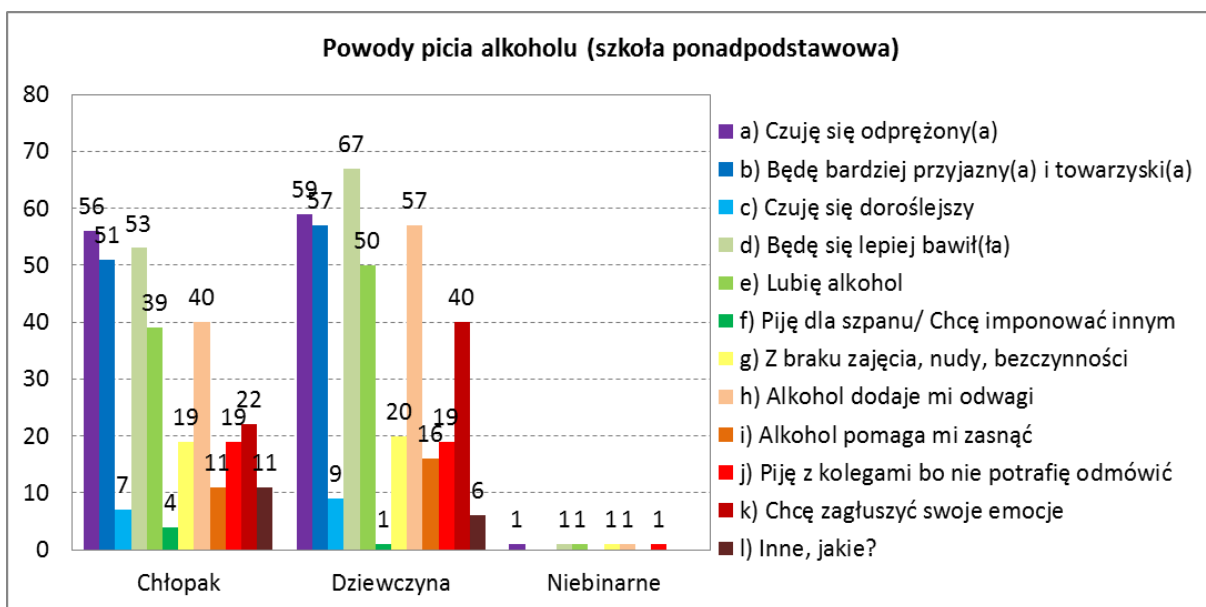 Powody picia alkoholu (szkoła ponadpodstawowa)
80
70
60
50
40
30
20
10
0
56
51
7
53
39
4
19
40
11
19
22
11
59
57
9
67
50
1
20
57
16
19
40
6
1
1
1
1
1
1
Chłopak
Dziewczyna
Niebinarne
a) Czuję się odprężony(a)
b) Będę bardziej przyjazny(a) i towarzyski(a)
c) Czuję się doroślejszy
d) Będę się lepiej bawił(ła)
e) Lubię alkohol
f) Piję dla szpanu/ Chcę imponować innym
g) Z braku zajęcia, nudy, bezczynności
h) Alkohol dodaje mi odwagi
i) Alkohol pomaga mi zasnąć
j) Piję z kolegami bo nie potrafię odmówić
k) Chcę zagłuszyć swoje emocje
l) Inne, jakie?